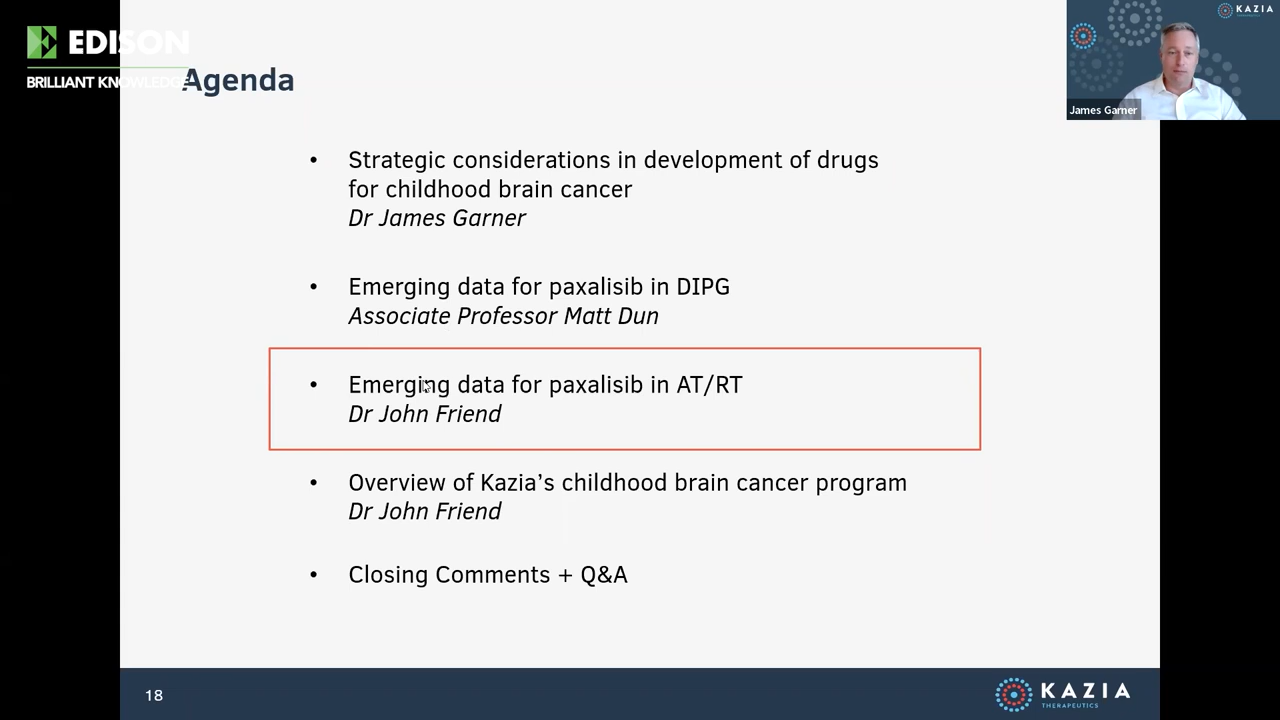 EDISON
BRILLIANT KNOWLEDGE
Agenda
KAZIA
THERAPEUTICS
James Garner
• Strategic considerations in development of drugs
for childhood brain cancer
Dr James Garner
• Emerging data for paxalisib in DIPG
Associate Professor Matt Dun
• Emerging data for paxalisib in AT/RT
Dr John Friend
• Overview of Kazia’s childhood brain cancer program
Dr John Friend
• Closing Comments + Q&A
18
KAZIA
THERAPEUTICS